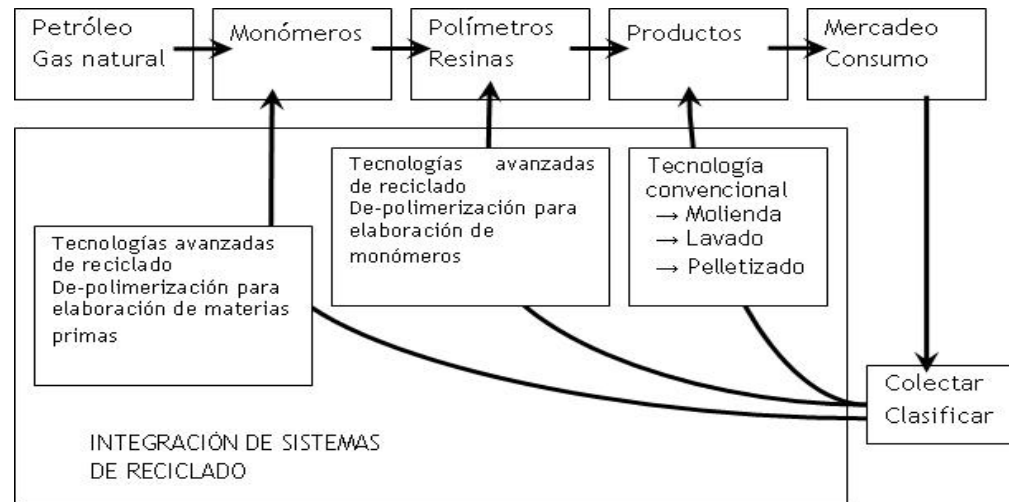 Petróleo
Gas natural
Monómeros
Polímetros
Resinas
Productos
Mercadeo
Consumo
Tecnologías avanzadas
de reciclado
De-polimerización para
elaboración de materias
primas
Tecnologías avanzadas
de reciclado
De-polimerización para
elaboración de
monómeros
Tecnología
convencional
→ Molienda
→ Lavado
→ Pelletizado
Colectar
Clasificar
INTEGRACIÓN DE SISTEMAS
DE RECICLADO